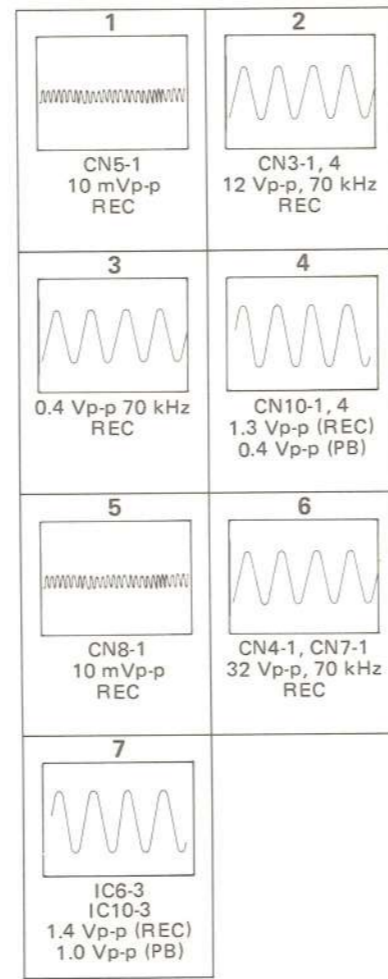 1
CN5-1
10 mVp-p
REC
2
CN3-1, 4
12 Vp-p, 70 kHz
REC
3
0.4 Vp-p 70 kHz
REC
4
CN10-1, 4
1.3 Vp-p (REC)
0.4 Vp-p (PB)
5
CN8-1
10 mVp-p
REC
6
CN4-1, CN7-1
32 Vp-p, 70 kHz
REC
7
IC6-3
IC10-3
1.4 Vp-p (REC)
1.0 Vp-p (PB)